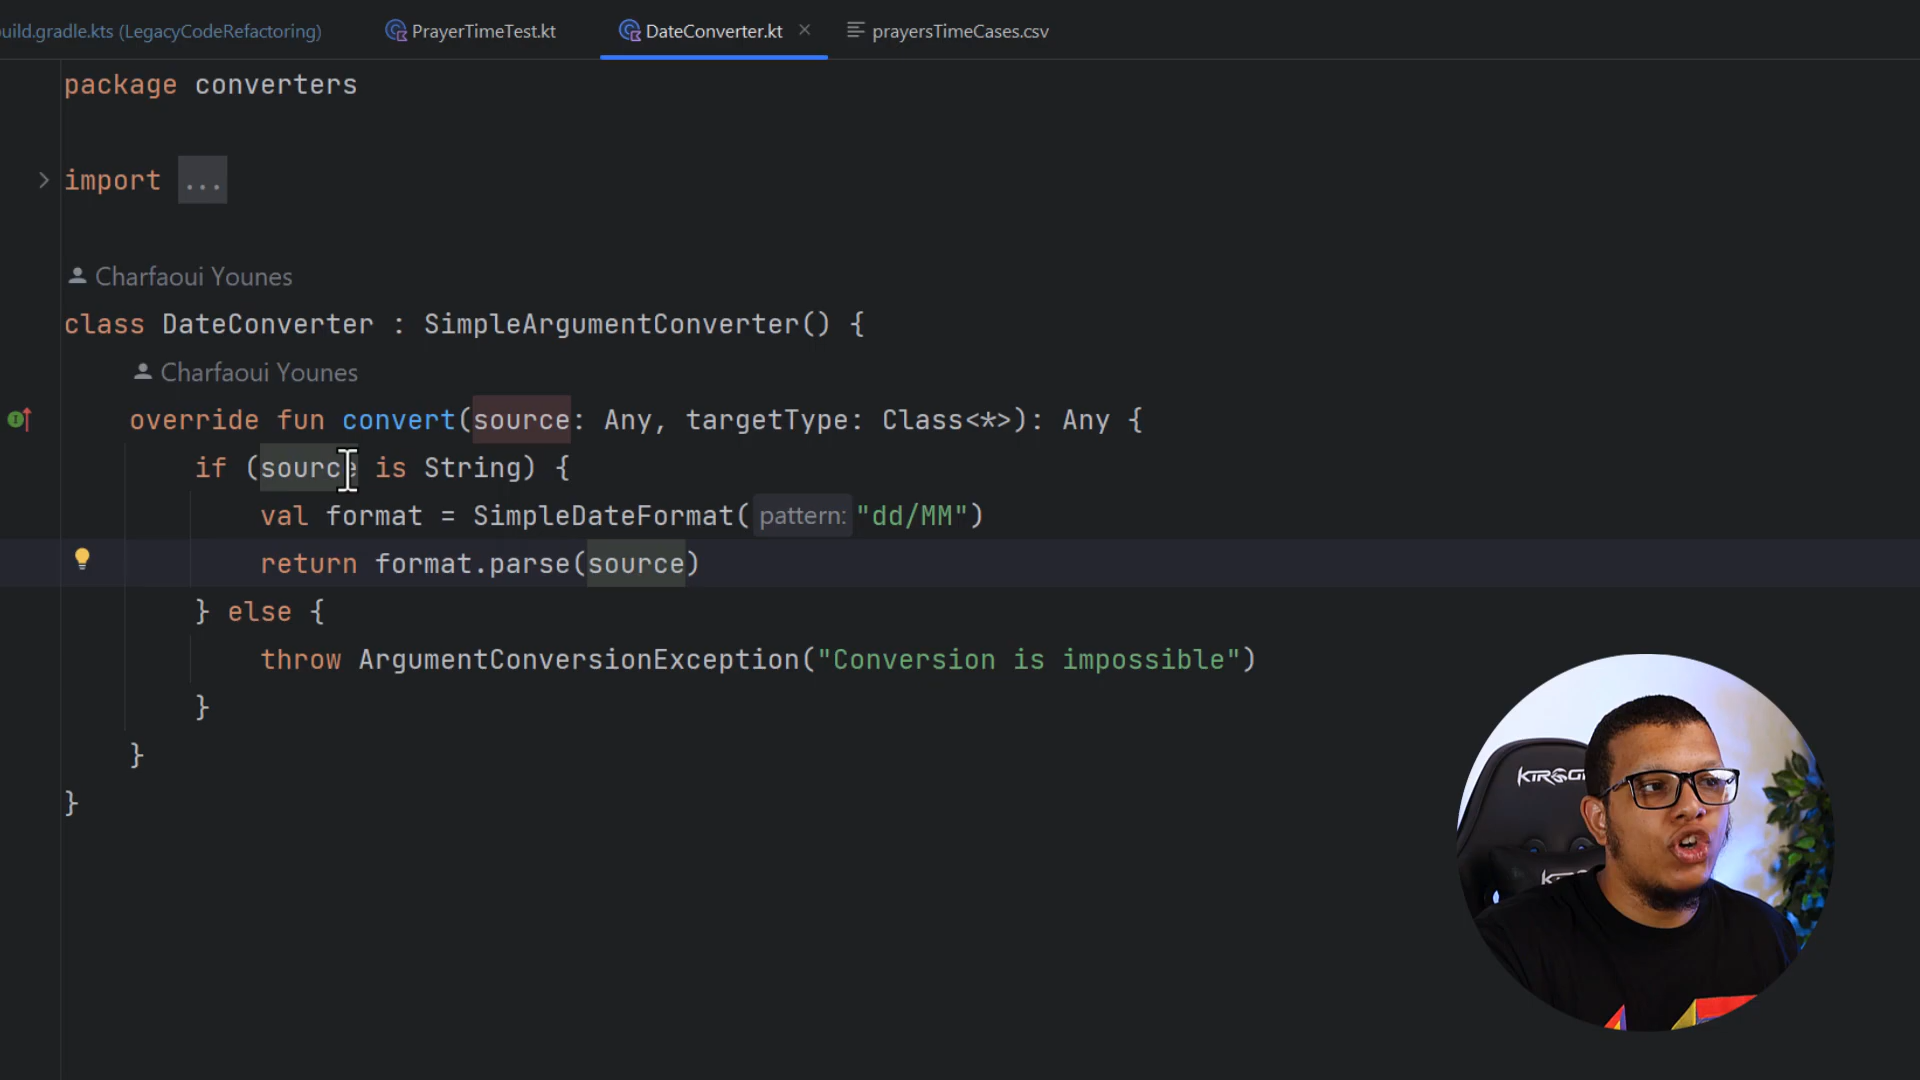 uild.gradle.kts (LegacyCodeRefactoring) PrayerTimeTest.kt DateConverter.kt prayersTimeCases.csv
package converters
import ...
Charfaoui Younes
class DateConverter : SimpleArgumentConverter() {
Charfaoui Younes
override fun convert(source: Any, targetType: Class<*>): Any {
if (source is String) {
val format = SimpleDateFormat( pattern: "dd/MM")
return format.parse(source)
} else {
throw ArgumentConversionException("Conversion is impossible")
}
}
}